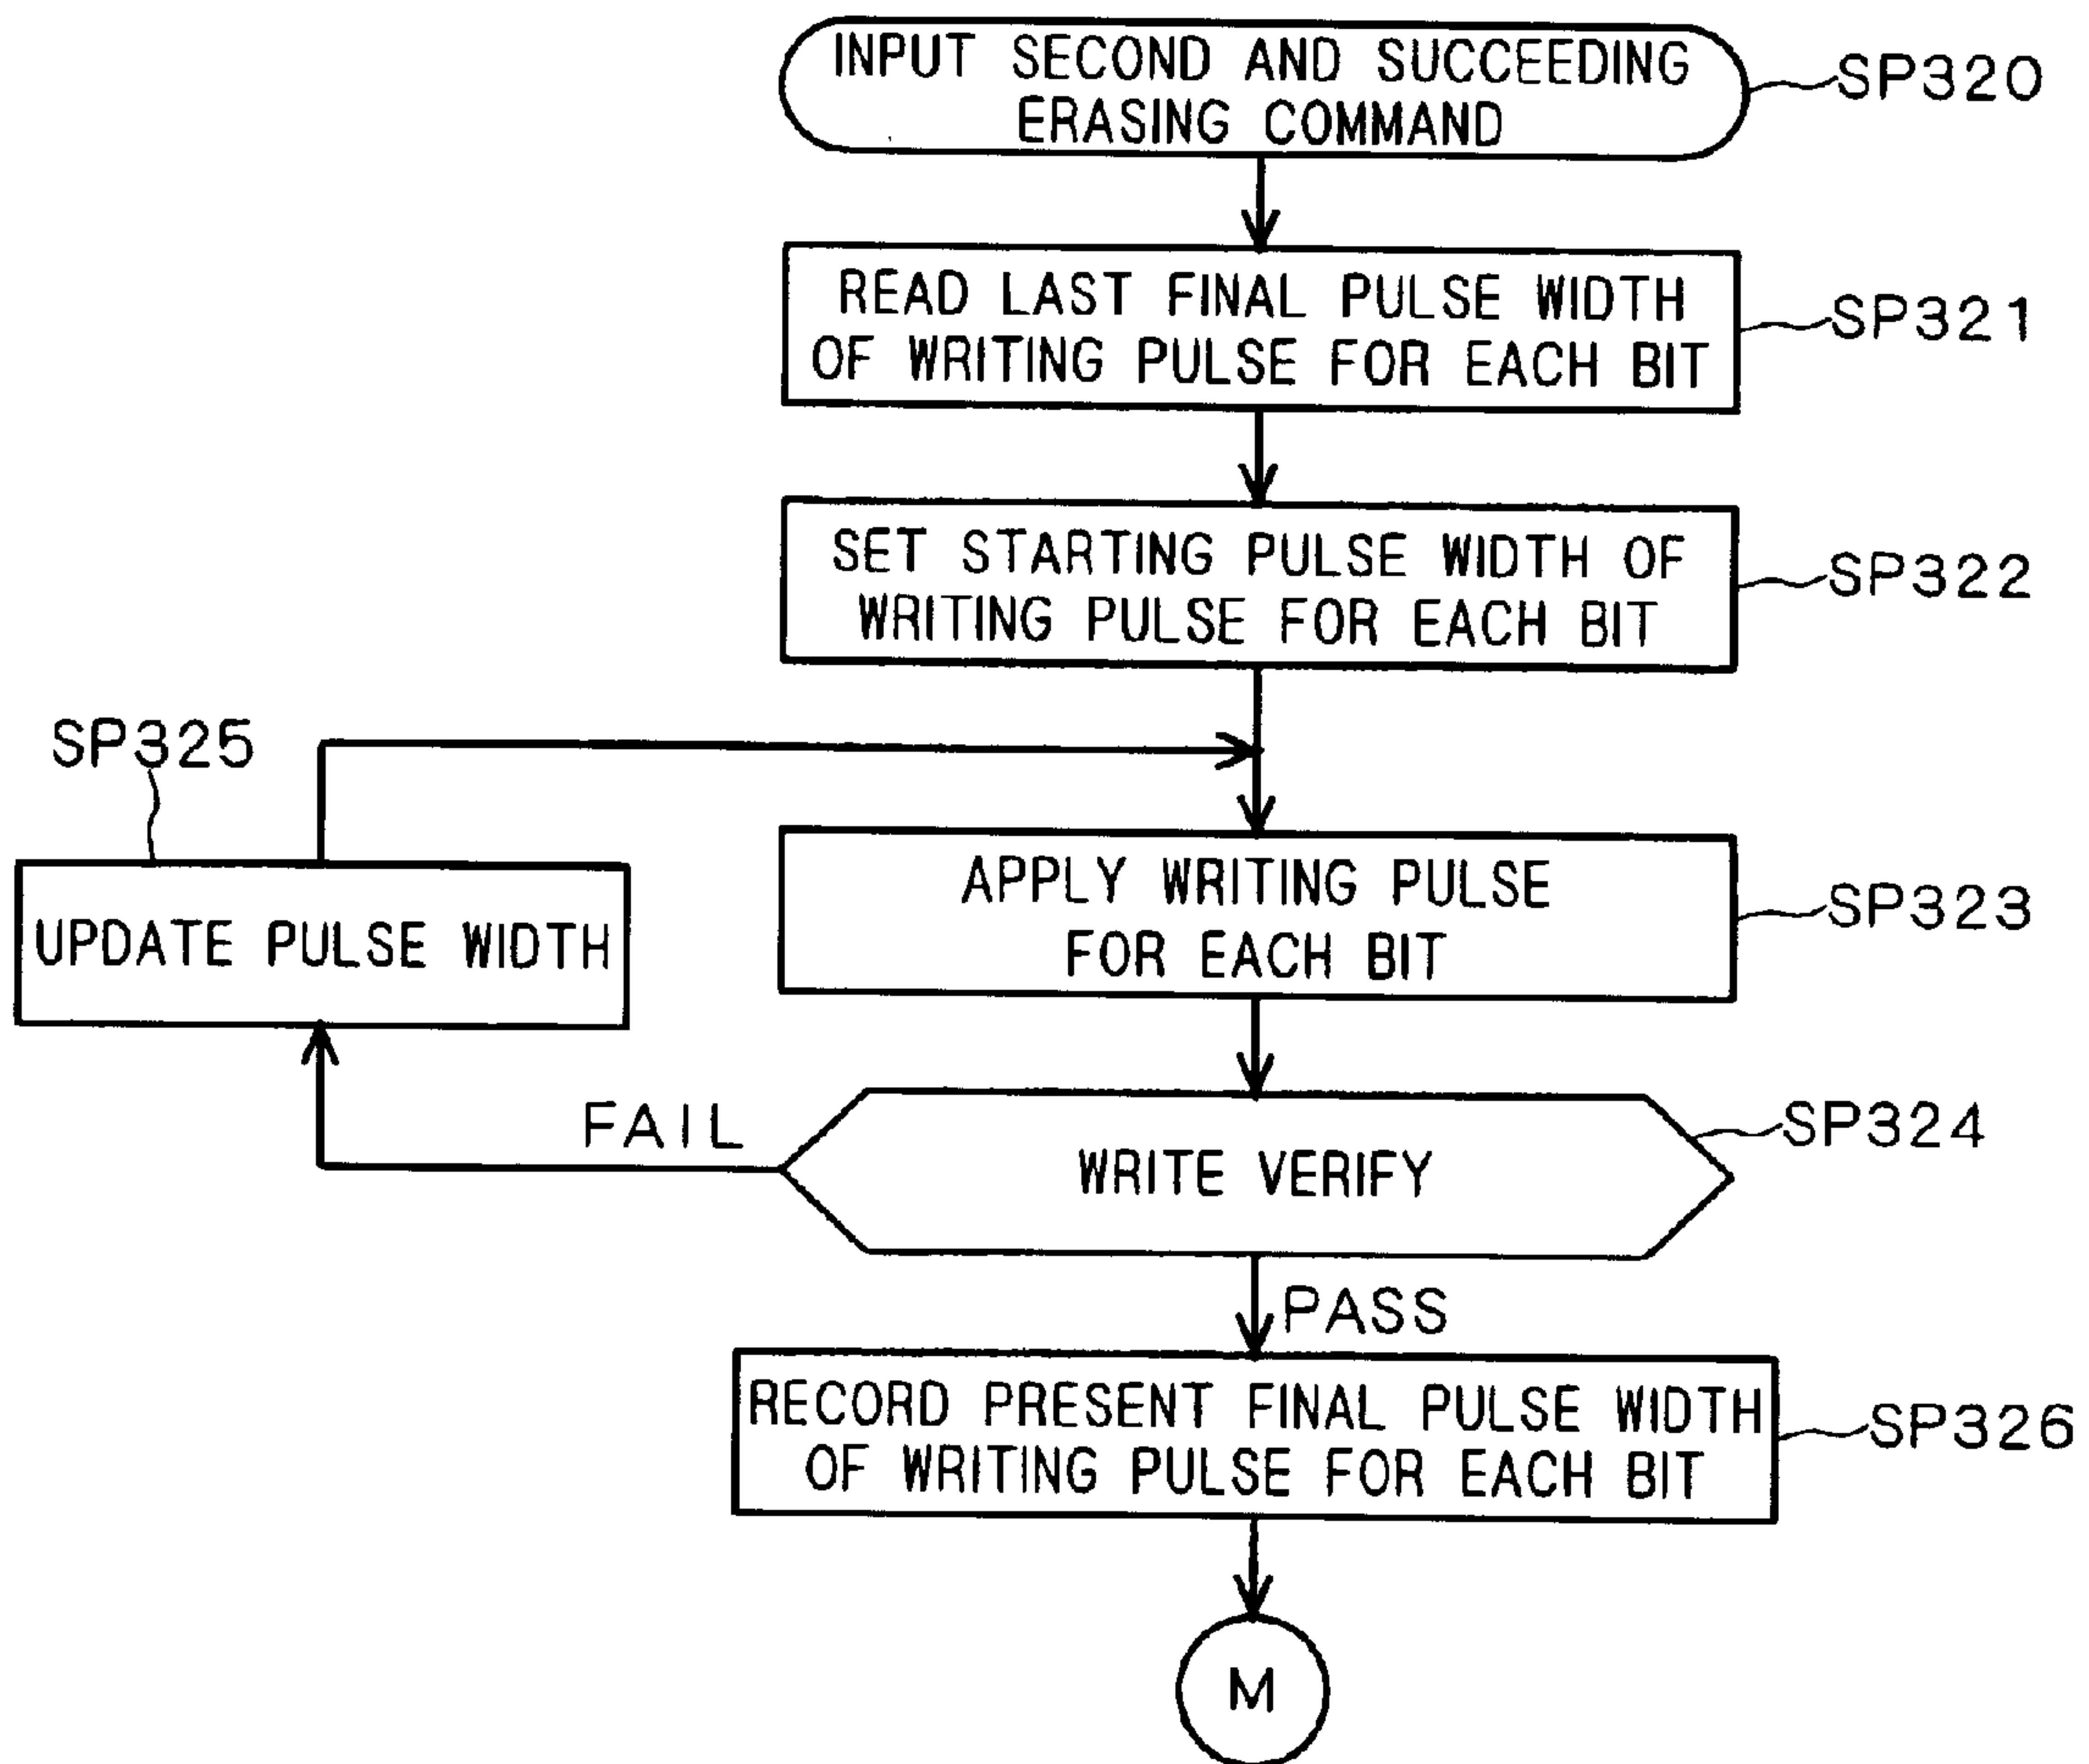 INPUT SECOND AND SUCCEEDING
ERASING COMMAND
SP320
READ LAST FINAL PULSE WIDTH
OF WRITING PULSE FOR EACH BIT
SP321
SET STARTING PULSE WIDTH OF
WRITING PULSE FOR EACH BIT
SP322
SP325
UPDATE PULSE WIDTH
APPLY WRITING PULSE
FOR EACH BIT
SP323
FAIL
WRITE VERIFY
SP324
PASS
RECORD PRESENT FINAL PULSE WIDTH
OF WRITING PULSE FOR EACH BIT
SP326
M